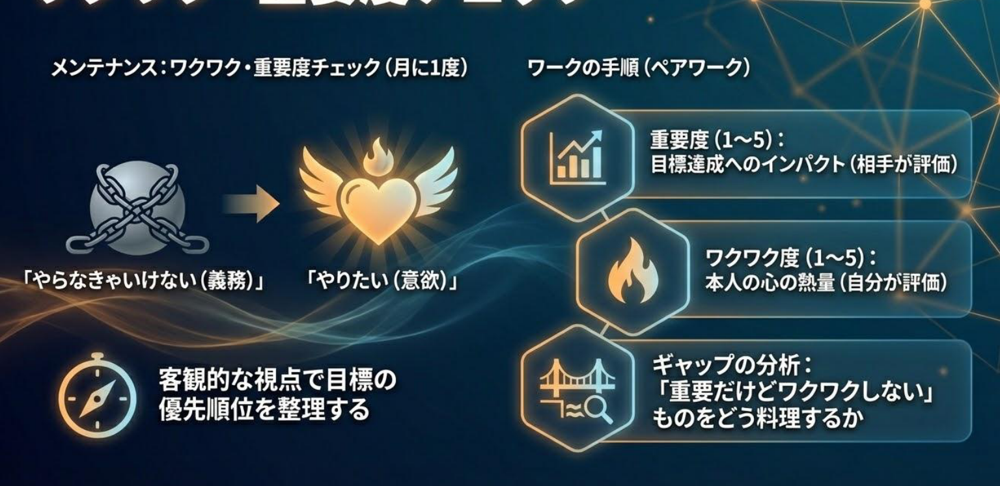 メンテナンス：ワクワク・重要度チェック（月に1度）
「やらなきゃいけない（義務）」
「やりたい（意欲）」
客観的な視点で目標の
優先順位を整理する
ワークの手順（ペアワーク）
重要度（1～5）：
目標達成へのインパクト（相手が評価）
ワクワク度（1～5）：
本人の心の熱量（自分が評価）
ギャップの分析：
「重要だけどワクワクしない」
ものをどう料理するか